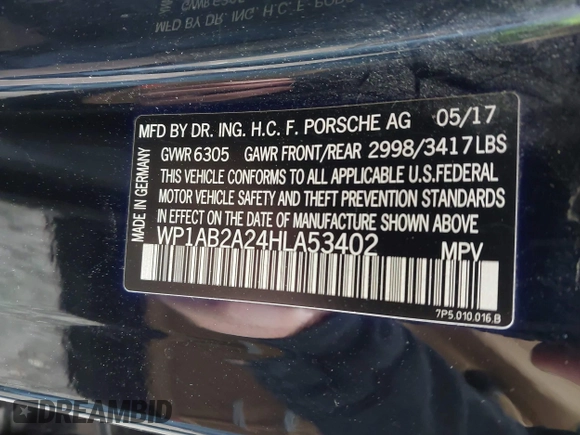 MFD BY DR. ING. H.C. F. PORSCHE AG 05/17
GVWR 6305 GAWR FRONT/REAR 2998/3417LBS
THIS VEHICLE CONFORMS TO ALL APPLICABLE U.S.FEDERAL
MOTOR VEHICLE SAFETY AND THEFT PREVENTION STANDARDS
IN EFFECT ON THE DATE OF MANUFACTURE SHOWN ABOVE.
WP1AB2A24HLA53402 MPV
MADE IN GERMANY
7P5.010.016.B
DREAMBID